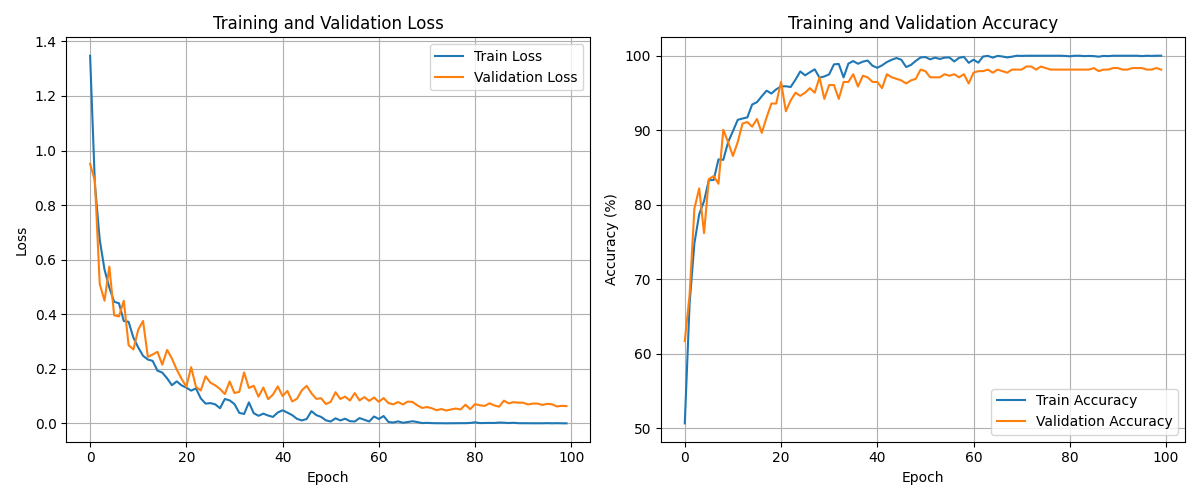 Training and Validation Loss
1.4
1.2
1.0
0.8
0.6
0.4
0.2
0.0
Loss
0 20 40 60 80 100
Epoch
Train Loss
Validation Loss
Training and Validation Accuracy
100
90
80
70
60
50
Accuracy (%)
0 20 40 60 80 100
Epoch
Train Accuracy
Validation Accuracy